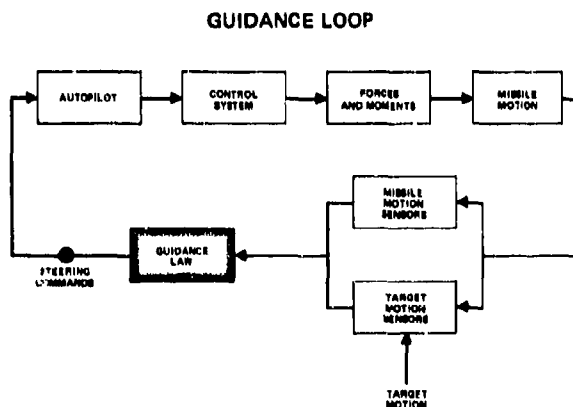 GUIDANCE LOOP
AUTOPILOT
CONTROL
SYSTEM
FORCES
AND MOMENTS
MISSILE
MOTION
MISSILE
MOTION
SENSORS
GUIDANCE
LAW
STEERING
COMMANDS
TARGET
MOTION
SENSORS
TARGET
MOTION